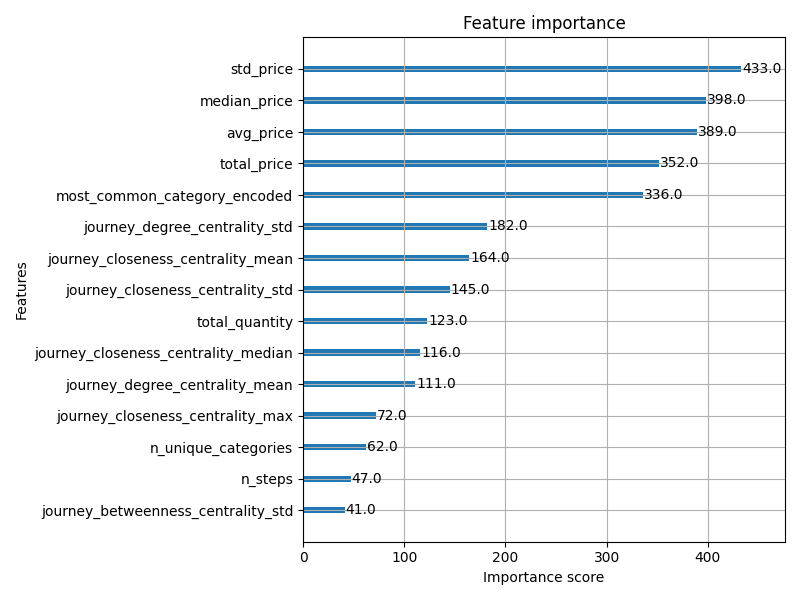 Feature importance
Features
std_price 433.0
median_price 398.0
avg_price 389.0
total_price 352.0
most_common_category_encoded 336.0
journey_degree_centrality_std 182.0
journey_closeness_centrality_mean 164.0
journey_closeness_centrality_std 145.0
total_quantity 123.0
journey_closeness_centrality_median 116.0
journey_degree_centrality_mean 111.0
journey_closeness_centrality_max 72.0
n_unique_categories 62.0
n_steps 47.0
journey_betweenness_centrality_std 41.0
0 100 200 300 400
Importance score